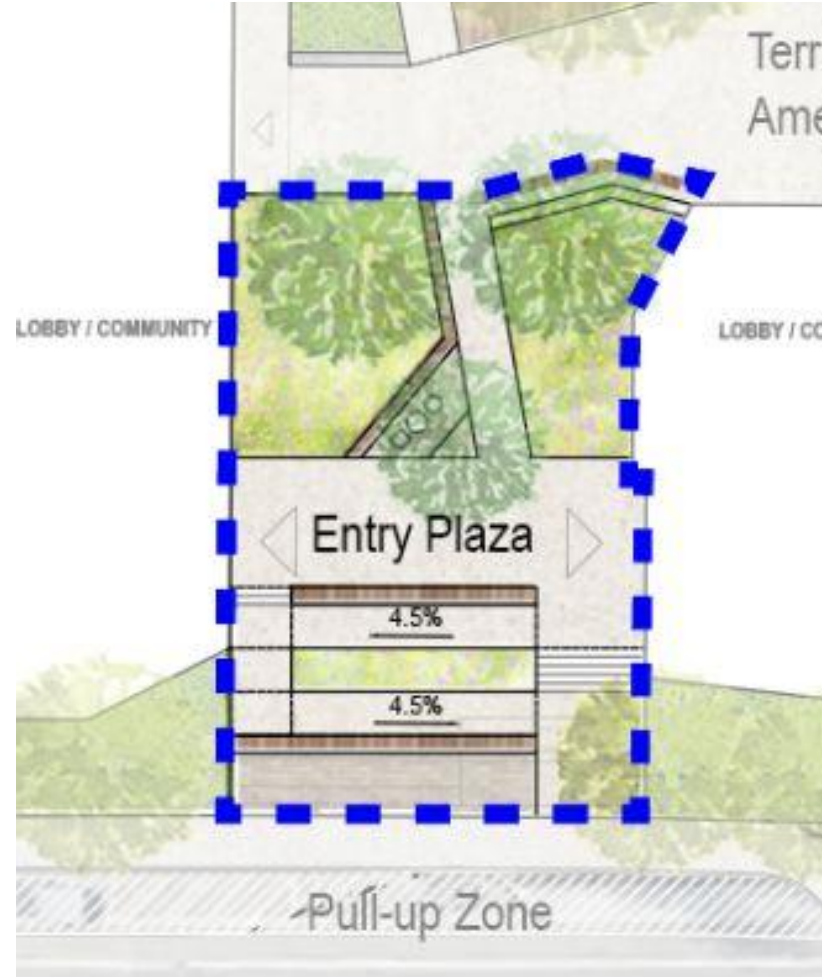 Terr
Ame
LOBBY / COMMUNITY
LOBBY / CO
Entry Plaza
4.5%
4.5%
Pull-up Zone